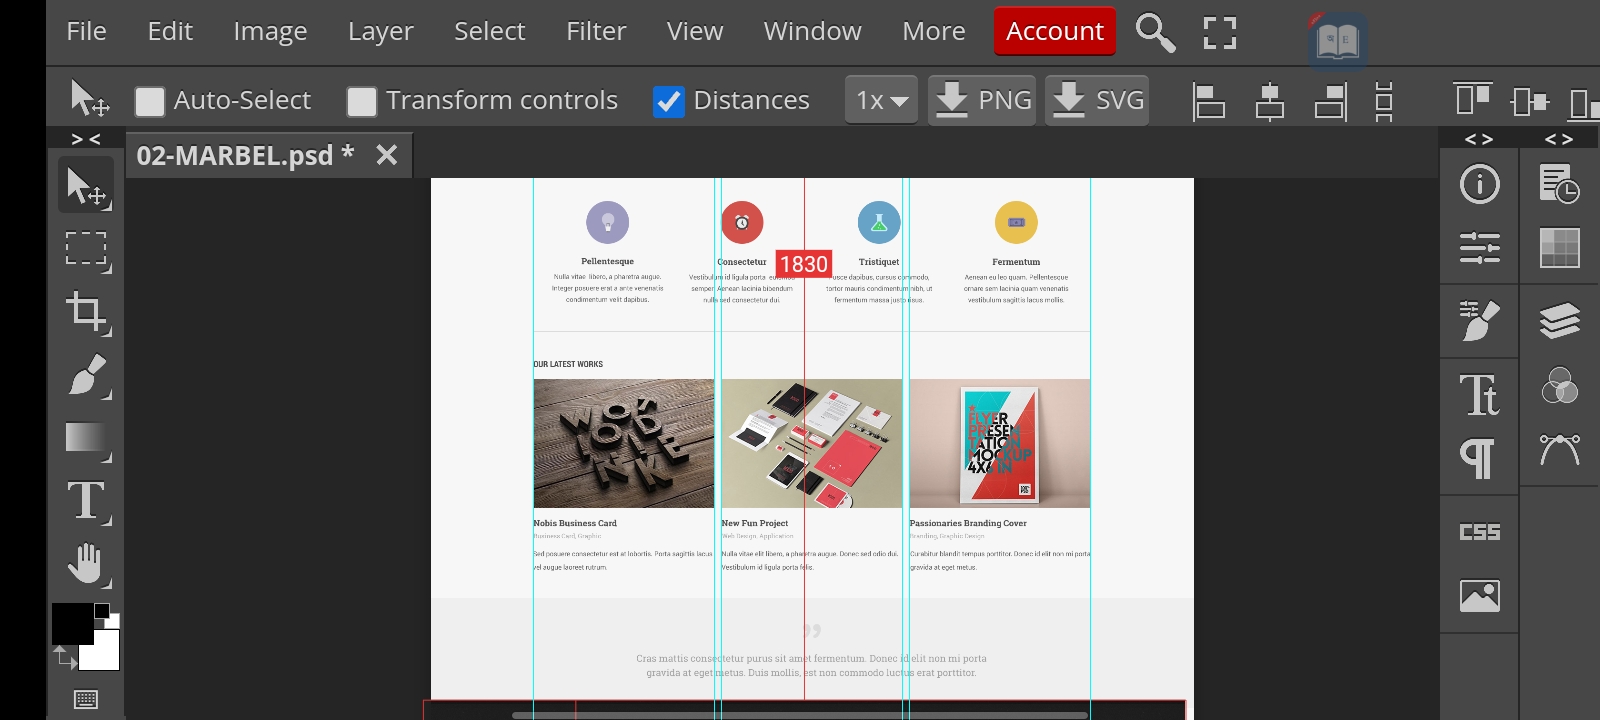 File Edit Image Layer Select Filter View Window More Account
Auto-Select Transform controls Distances 1x PNG SVG
> < < > < >
02-MARBEL.psd *
Pellentesque Consectetur 1830 Tristiquet Fermentum
Nulla vitae libero, a pharetra augue.
Integer posuere erat a ante venenatis
condimentum velit dapibus.
Vestibulum id ligula porta
semper. Aenean lacinia bibendum
nulla sed consectetur dui.
dapibus, cursus commodo,
tortor mauris condimentum nibh, ut
fermentum massa justo risus.
Aenean eu leo quam. Pellentesque
ornare sem lacinia quam venenatis
vestibulum sagittis lacus mollis.
OUR LATEST WORKS
FLYER
PRESEN
TATION
MOCKUP
4X6 IN
Nobis Business Card
Business Card, Graphic
Sed posuere consectetur est at lobortis. Porta sagittis lacus
vel augue laoreet rutrum.
New Fun Project
Web Design, Application
Nulla vitae elit libero, a pharetra augue. Donec sed odio dui.
Vestibulum id ligula porta felis.
Passionaries Branding Cover
Branding, Graphic Design
Curabitur blandit tempus porttitor. Donec id elit non mi porta
gravida at eget metus.
”
Cras mattis consectetur purus sit amet fermentum. Donec id elit non mi porta
gravida at eget metus. Duis mollis, est non commodo luctus erat porttitor.
T
Tt
CSS